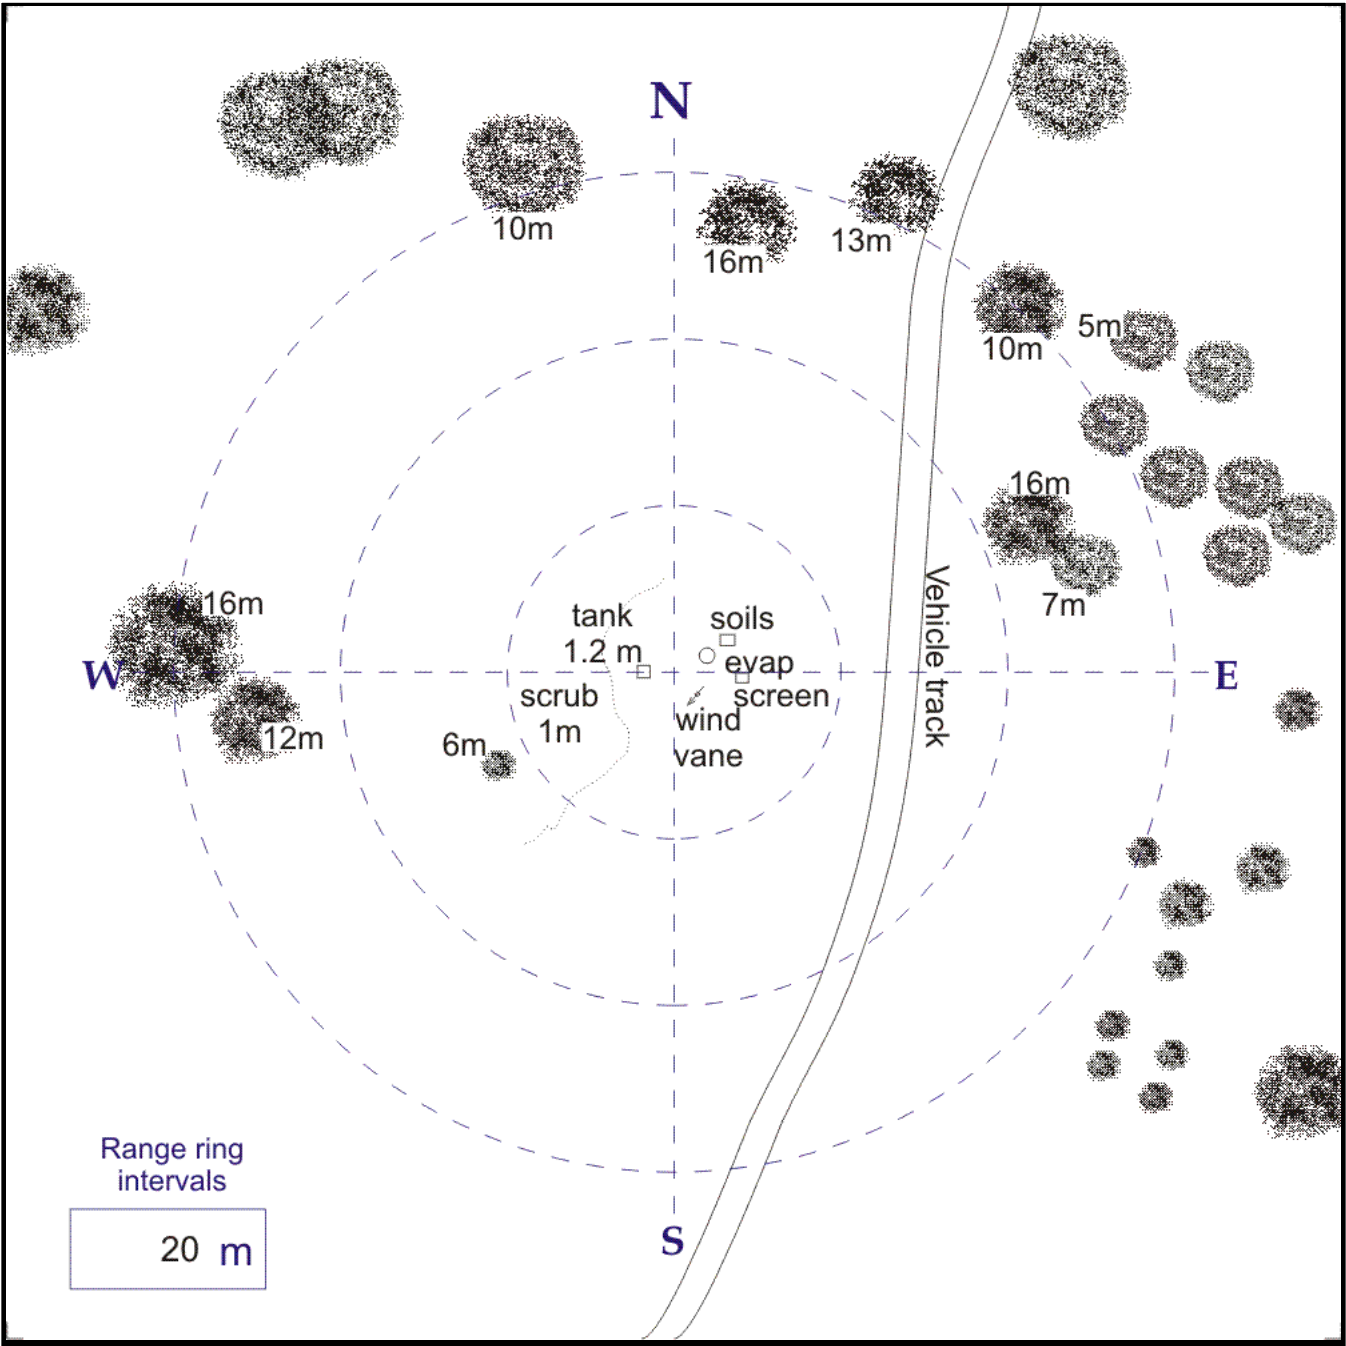 N
10m
16m
13m
10m
5m
16m
7m
16m
W
12m
tank
1.2 m
soils
evap
screen
scrub
1m
wind
vane
6m
Vehicle track
E
S
Range ring
intervals
20 m